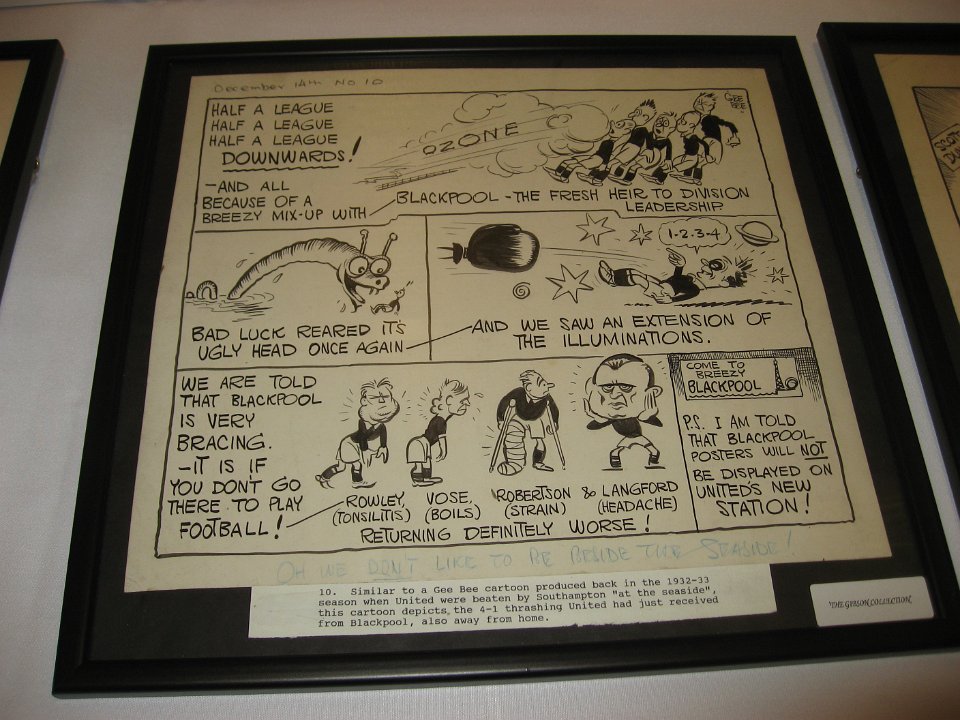 December 14th No 10
HALF A LEAGUE
HALF A LEAGUE
HALF A LEAGUE
DOWNWARDS!
—AND ALL
BECAUSE OF A
BREEZY MIX-UP WITH
OZONE
GEE
BEE
BLACKPOOL - THE FRESH HEIR TO DIVISION
LEADERSHIP
BAD LUCK REARED IT'S
UGLY HEAD ONCE AGAIN
1-2-3-4
AND WE SAW AN EXTENSION OF
THE ILLUMINATIONS.
WE ARE TOLD
THAT BLACKPOOL
IS VERY
BRACING.
—IT IS IF
YOU DONT GO
THERE TO PLAY
FOOTBALL!
ROWLEY,
(TONSILITIS)
VOSE,
(BOILS)
ROBERTSON
(STRAIN)
& LANGFORD
(HEADACHE)
RETURNING DEFINITELY WORSE!
COME TO
BREEZY
BLACKPOOL
P.S. I AM TOLD
THAT BLACKPOOL
POSTERS WILL NOT
BE DISPLAYED ON
UNITED'S NEW
STATION!
OH WE DON'T LIKE TO BE BESIDE THE SEASIDE!
10. Similar to a Gee Bee cartoon produced back in the 1932-33
season when United were beaten by Southampton "at the seaside",
this cartoon depicts, the 4-1 thrashing United had just received
from Blackpool, also away from home.
'THE GIBSON COLLECTION'